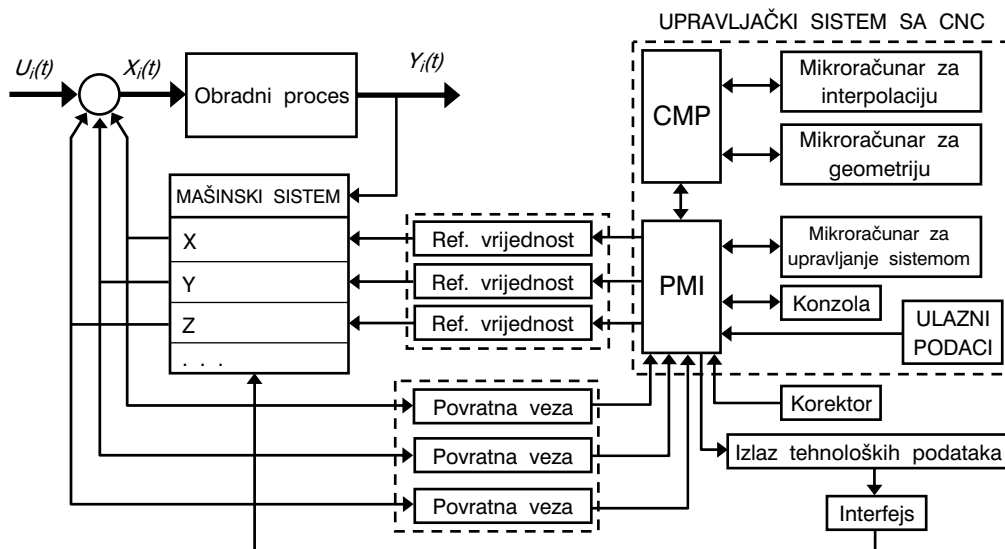 UPRAVLJAČKI SISTEM SA CNC
Uᵢ(t)
Xᵢ(t)
Yᵢ(t)
Obradni proces
CMP
Mikroračunar za
interpolaciju
Mikroračunar za
geometriju
MAŠINSKI SISTEM
X
Y
Z
. . .
Ref. vrijednost
Ref. vrijednost
Ref. vrijednost
PMI
Mikroračunar za
upravljanje sistemom
Konzola
ULAZNI
PODACI
Povratna veza
Povratna veza
Povratna veza
Korektor
Izlaz tehnoloških podataka
Interfejs